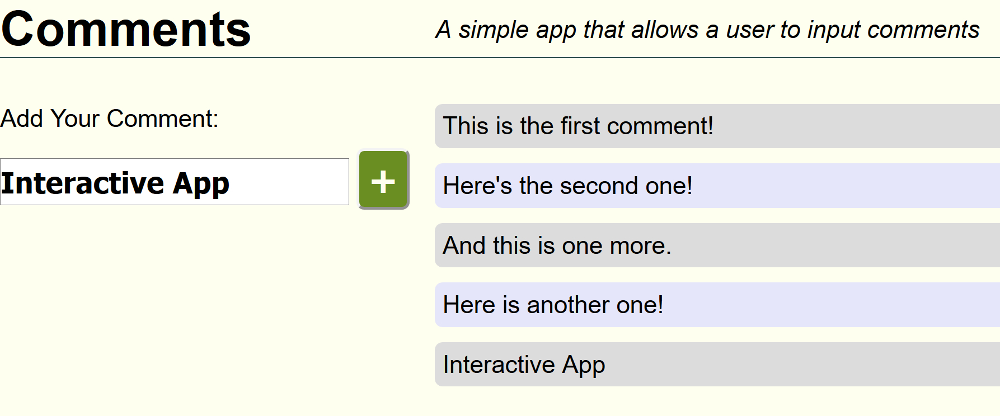 Comments
A simple app that allows a user to input comments
Add Your Comment:
Interactive App
+
This is the first comment!
Here's the second one!
And this is one more.
Here is another one!
Interactive App